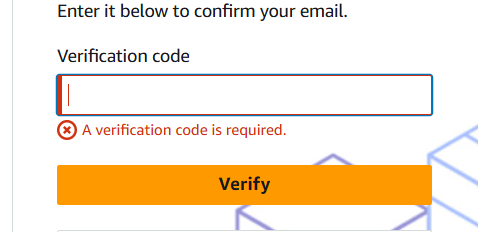 Enter it below to confirm your email.
Verification code
A verification code is required.
Verify